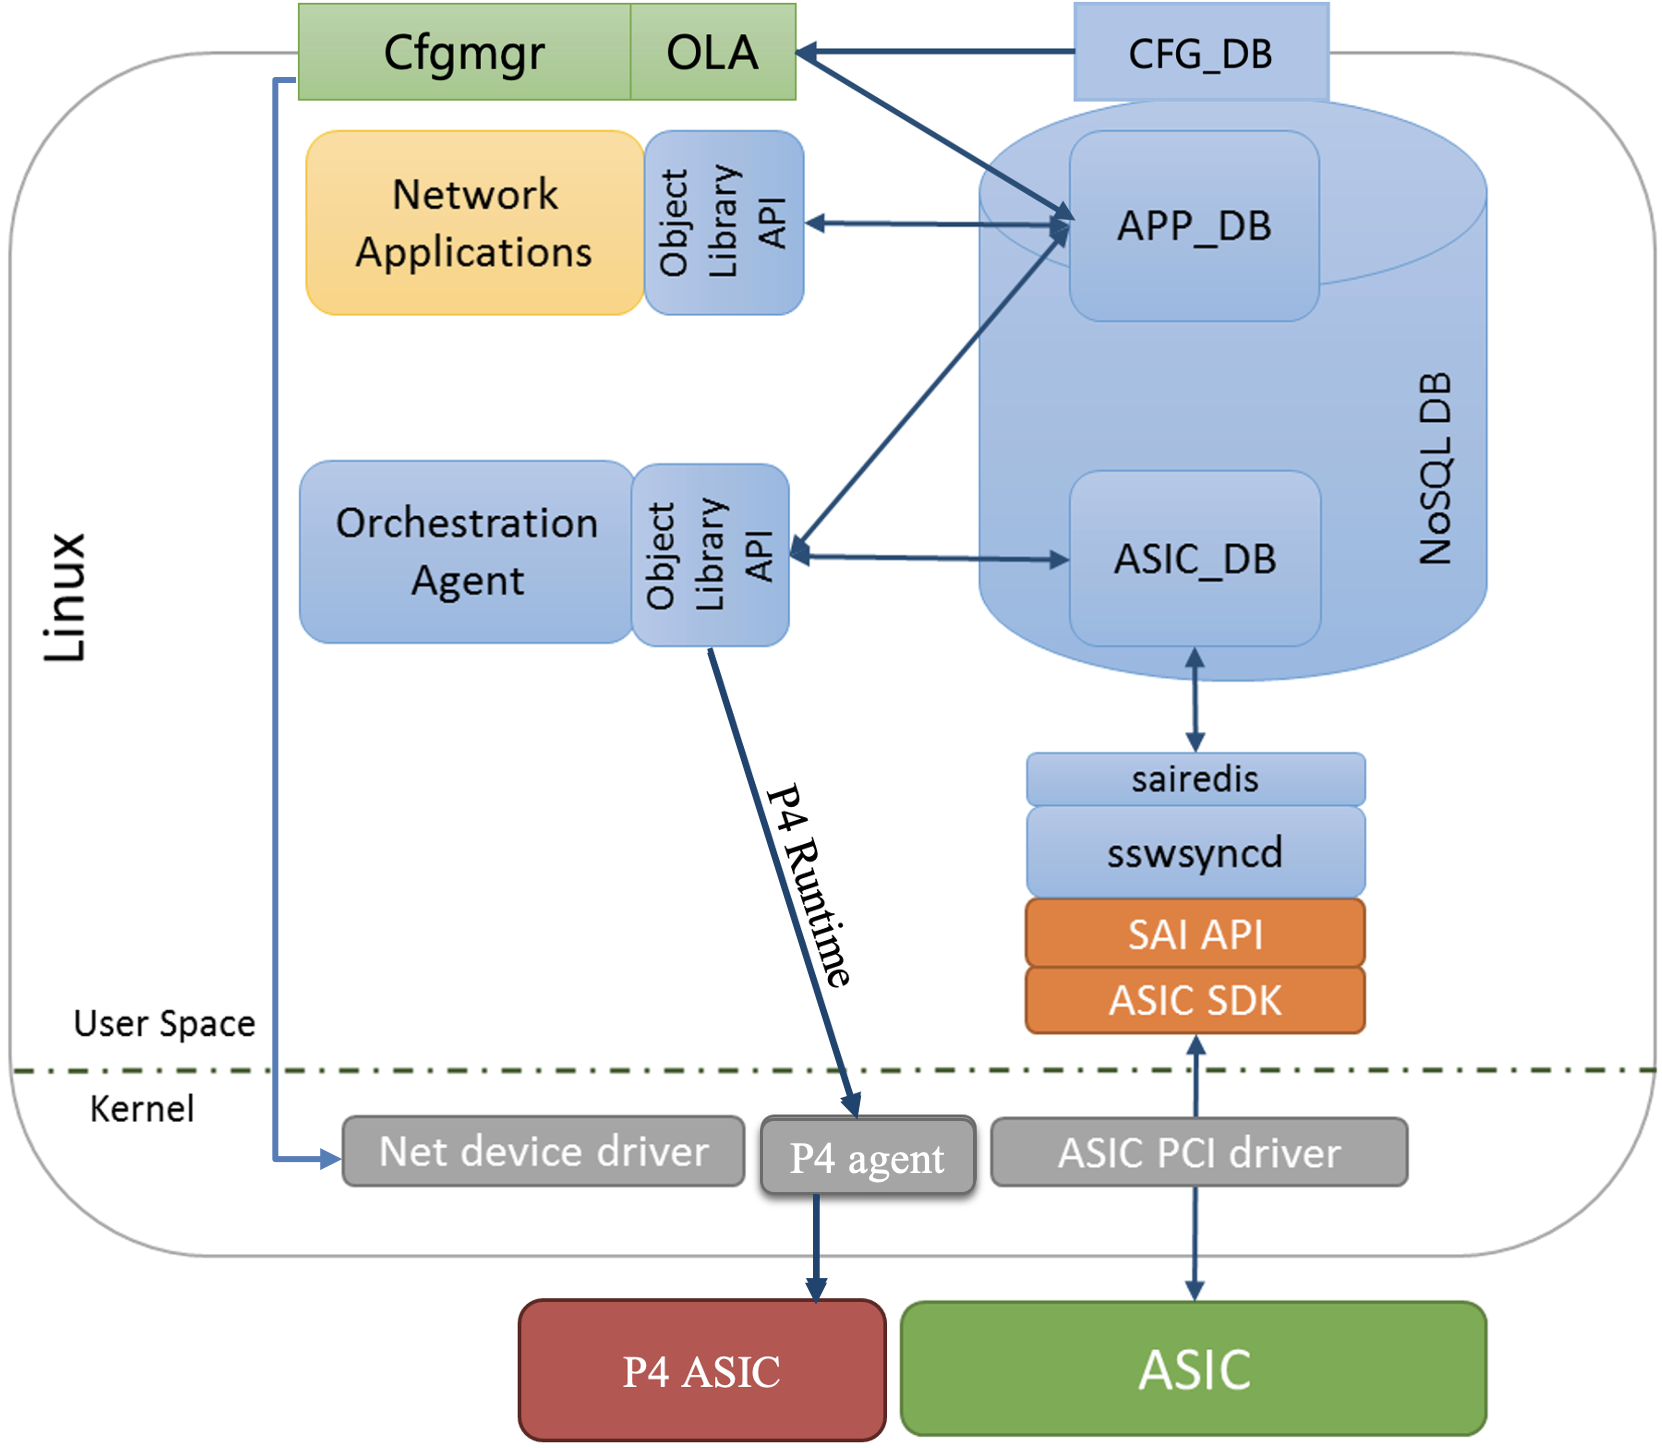 Cfgmgr
OLA
CFG_DB
Network
Applications
Object
Library
API
APP_DB
NoSQL DB
Orchestration
Agent
Object
Library
API
ASIC_DB
Linux
P4 Runtime
sairedis
sswsyncd
SAI API
ASIC SDK
User Space
Kernel
Net device driver
P4 agent
ASIC PCI driver
P4 ASIC
ASIC